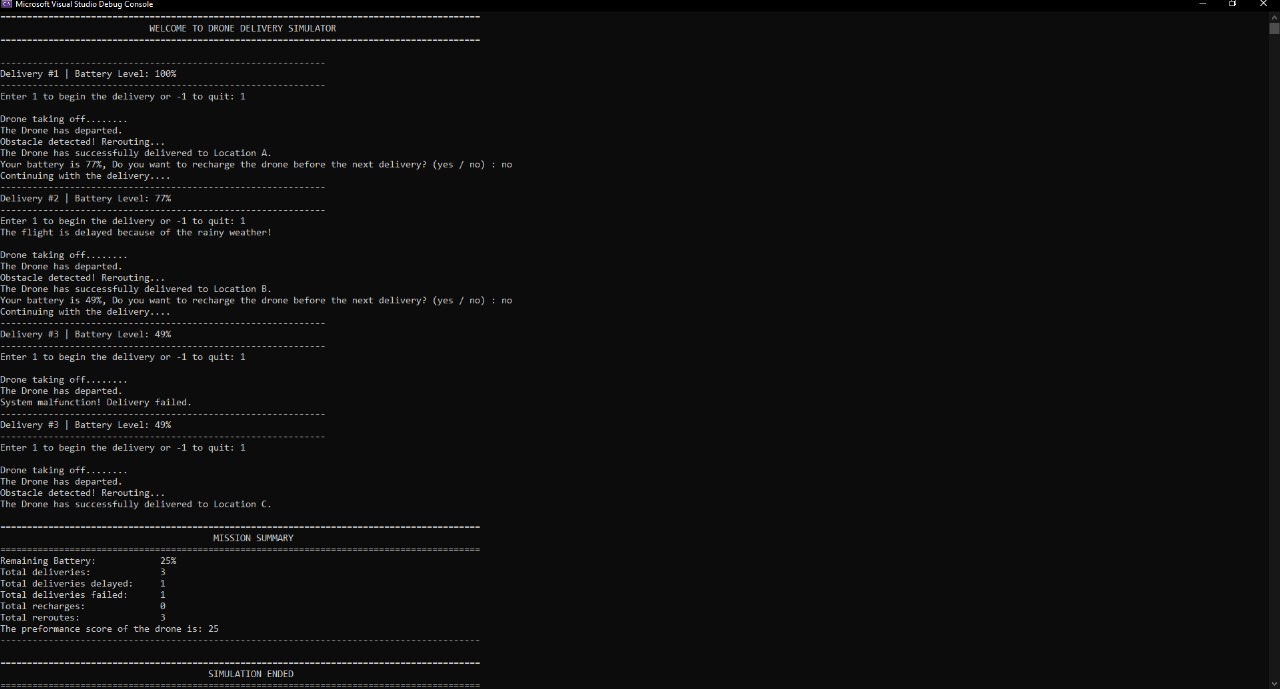 Microsoft Visual Studio Debug Console
================================================================================
WELCOME TO DRONE DELIVERY SIMULATOR
================================================================================
-------------------------------------------------------------
Delivery #1 | Battery Level: 100%
-------------------------------------------------------------
Enter 1 to begin the delivery or -1 to quit: 1
Drone taking off........
The Drone has departed.
Obstacle detected! Rerouting...
The Drone has successfully delivered to Location A.
Your battery is 77%, Do you want to recharge the drone before the next delivery? (yes / no) : no
Continuing with the delivery....
-------------------------------------------------------------
Delivery #2 | Battery Level: 77%
-------------------------------------------------------------
Enter 1 to begin the delivery or -1 to quit: 1
The flight is delayed because of the rainy weather!
Drone taking off........
The Drone has departed.
Obstacle detected! Rerouting...
The Drone has successfully delivered to Location B.
Your battery is 49%, Do you want to recharge the drone before the next delivery? (yes / no) : no
Continuing with the delivery....
-------------------------------------------------------------
Delivery #3 | Battery Level: 49%
-------------------------------------------------------------
Enter 1 to begin the delivery or -1 to quit: 1
Drone taking off........
The Drone has departed.
System malfunction! Delivery failed.
-------------------------------------------------------------
Delivery #3 | Battery Level: 49%
-------------------------------------------------------------
Enter 1 to begin the delivery or -1 to quit: 1
Drone taking off........
The Drone has departed.
Obstacle detected! Rerouting...
The Drone has successfully delivered to Location C.
==========================================================================================
MISSION SUMMARY
==========================================================================================
Remaining Battery: 25%
Total deliveries: 3
Total deliveries delayed: 1
Total deliveries failed: 1
Total recharges: 0
Total reroutes: 3
The preformance score of the drone is: 25
------------------------------------------------------------------------------------------
==========================================================================================
SIMULATION ENDED
==========================================================================================